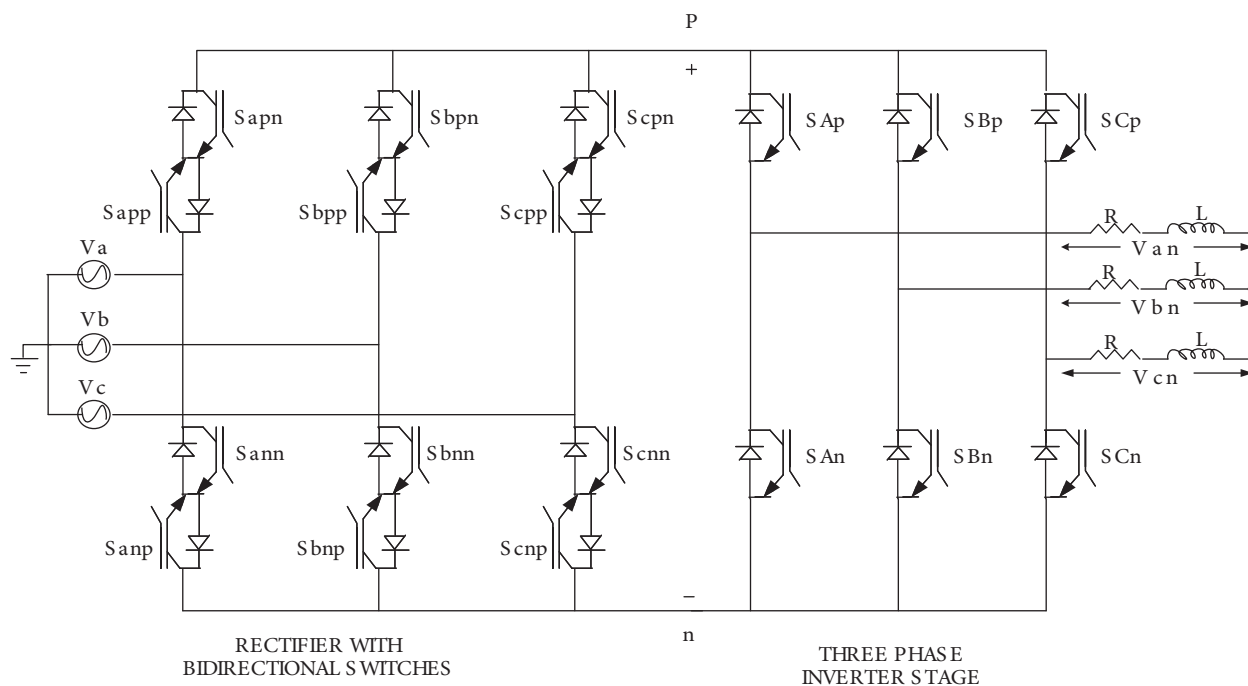 P
+
Sapn
Sbpn
Scpn
SAp
SBp
SCp
Sapp
Sbpp
Scpp
R
L
Va
Van
R
L
Vb
Vbn
R
L
Vc
Vcn
Sann
Sbnn
Scnn
SAn
SBn
SCn
Sanp
Sbnp
Scnp
–
n
RECTIFIER WITH
BIDIRECTIONAL SWITCHES
THREE PHASE
INVERTER STAGE